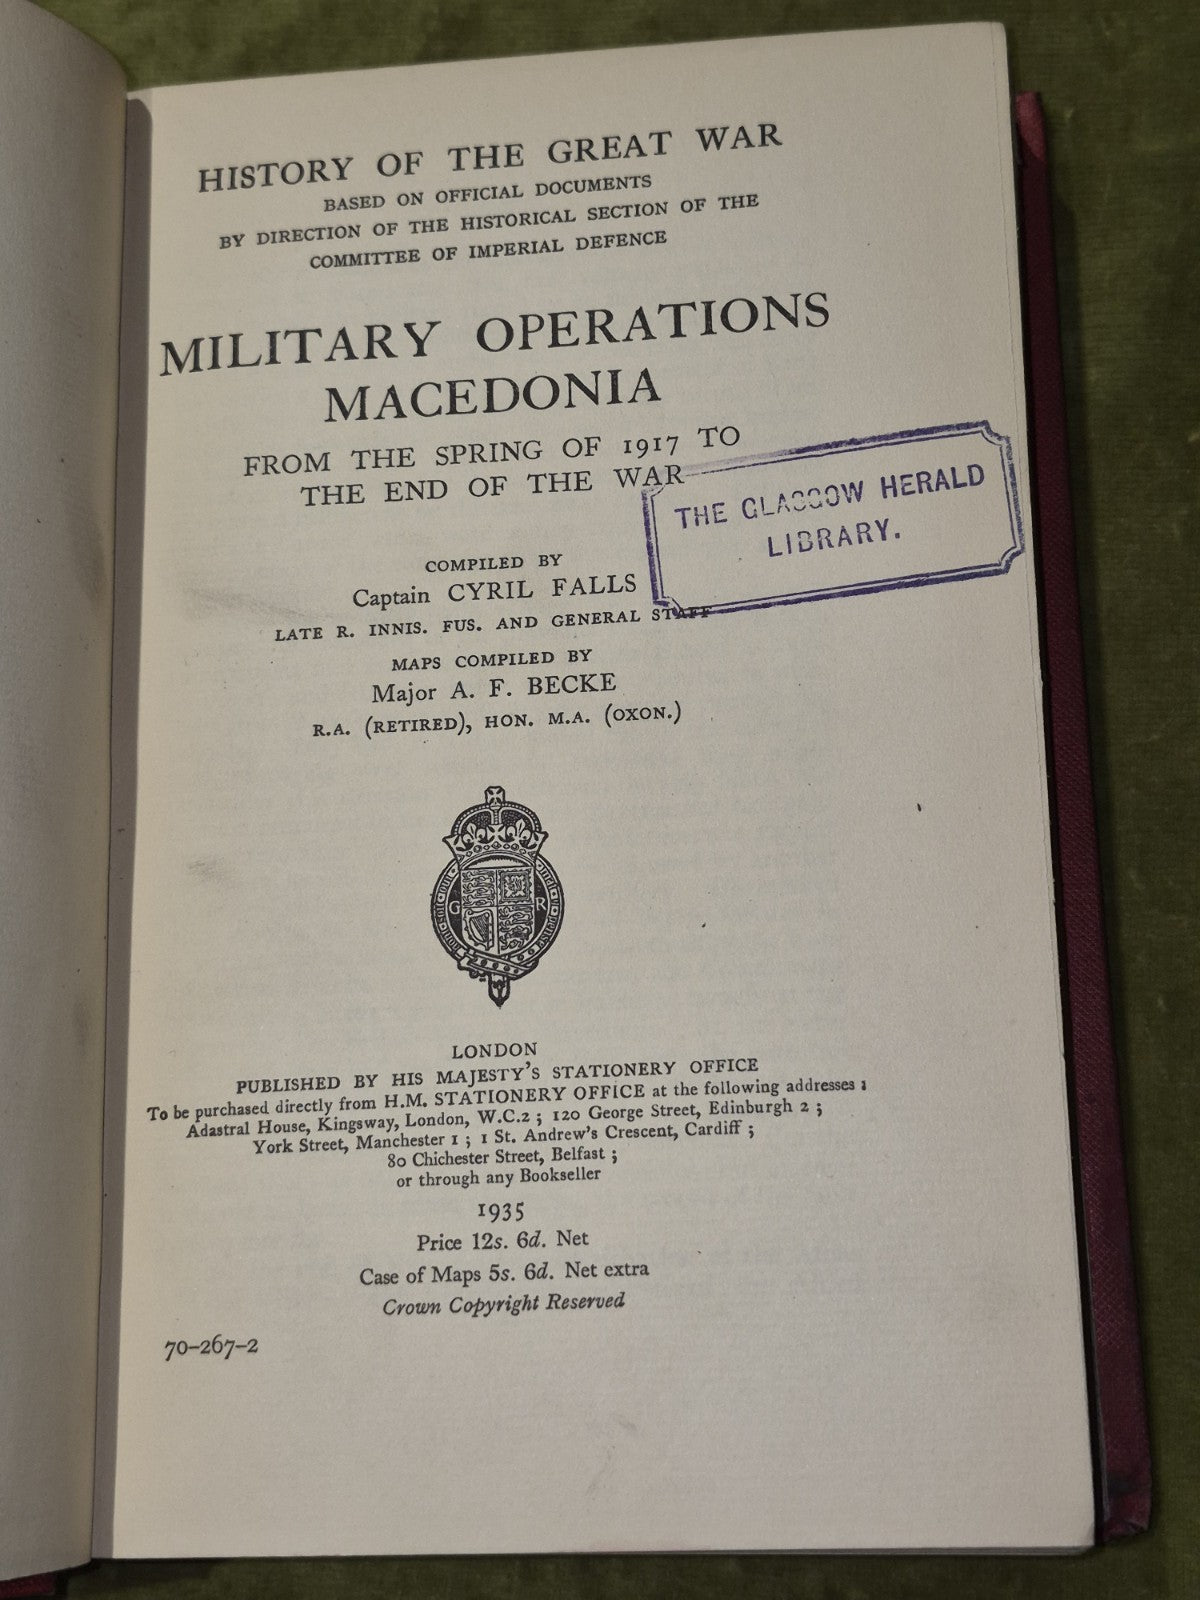 HISTORY OF THE GREAT WAR
BASED ON OFFICIAL DOCUMENTS
BY DIRECTION OF THE HISTORICAL SECTION OF THE
COMMITTEE OF IMPERIAL DEFENCE
MILITARY OPERATIONS
MACEDONIA
FROM THE SPRING OF 1917 TO
THE END OF THE WAR
THE GLASGOW HERALD
LIBRARY.
COMPILED BY
Captain CYRIL FALLS
LATE R. INNIS. FUS. AND GENERAL STAFF
MAPS COMPILED BY
Major A. F. BECKE
R.A. (RETIRED), HON. M.A. (OXON.)
G R
LONDON
PUBLISHED BY HIS MAJESTY'S STATIONERY OFFICE
To be purchased directly from H.M. STATIONERY OFFICE at the following addresses:
Adastral House, Kingsway, London, W.C.2; 120 George Street, Edinburgh 2;
York Street, Manchester 1; 1 St. Andrew's Crescent, Cardiff;
80 Chichester Street, Belfast;
or through any Bookseller
1935
Price 12s. 6d. Net
Case of Maps 5s. 6d. Net extra
Crown Copyright Reserved
70-267-2